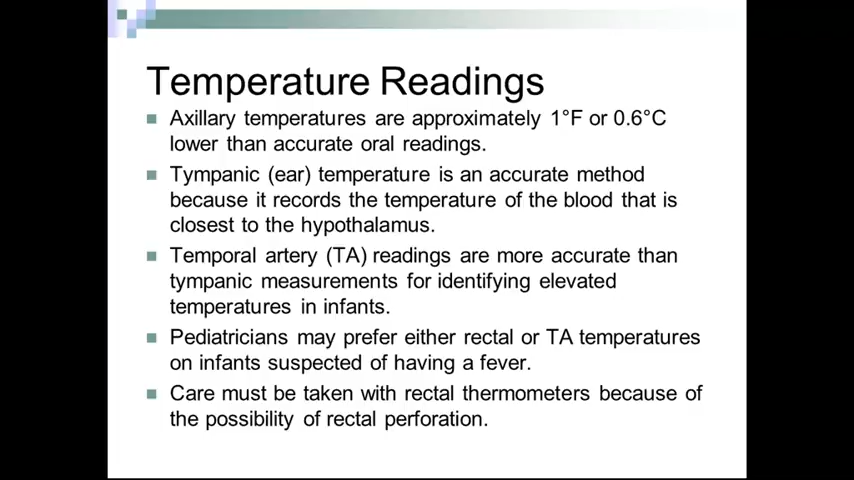 Temperature Readings
Axillary temperatures are approximately 1°F or 0.6°C
lower than accurate oral readings.
Tympanic (ear) temperature is an accurate method
because it records the temperature of the blood that is
closest to the hypothalamus.
Temporal artery (TA) readings are more accurate than
tympanic measurements for identifying elevated
temperatures in infants.
Pediatricians may prefer either rectal or TA temperatures
on infants suspected of having a fever.
Care must be taken with rectal thermometers because of
the possibility of rectal perforation.